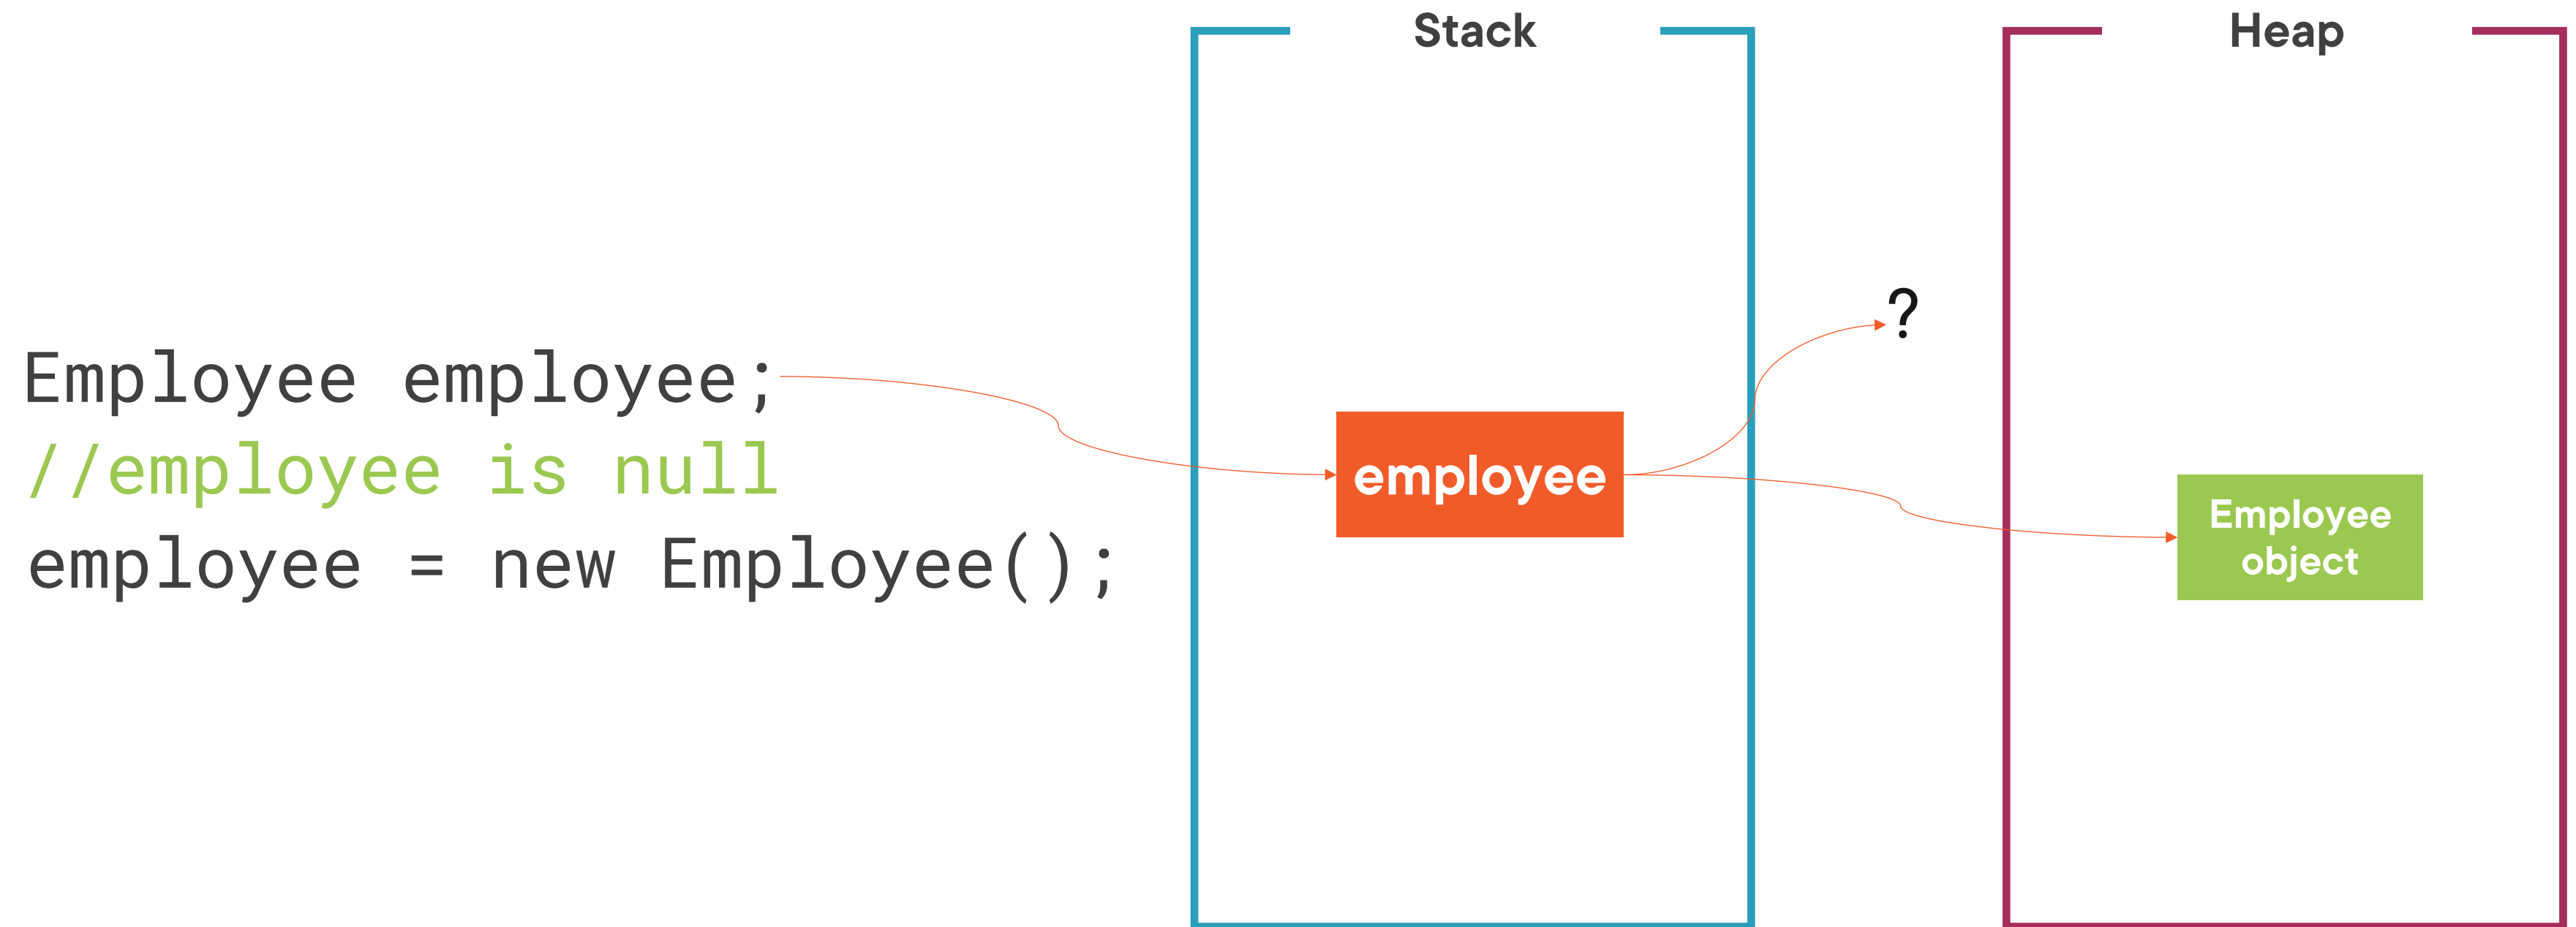 Stack
Heap
?
Employee employee;
//employee is null
employee = new Employee();
employee
Employee
object